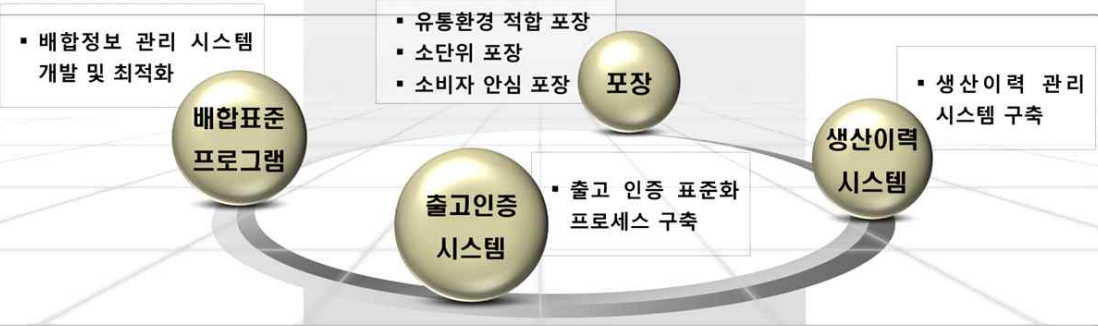 ▪ 배합정보 관리 시스템
개발 및 최적화
배합표준
프로그램
▪ 유통환경 적합 포장
▪ 소단위 포장
▪ 소비자 안심 포장
포장
▪ 생산이력 관리
시스템 구축
생산이력
시스템
출고인증
시스템
▪ 출고 인증 표준화
프로세스 구축